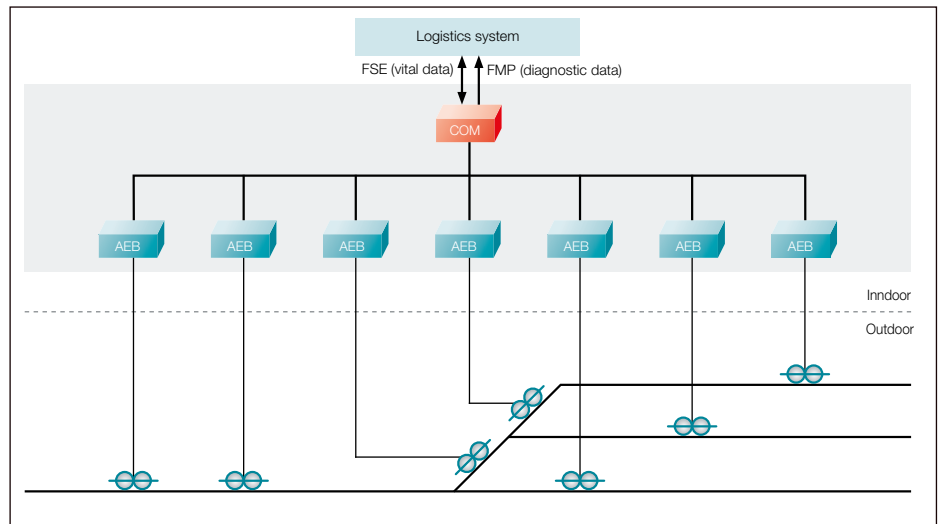 Logistics system
FSE (vital data)
FMP (diagnostic data)
COM
AEB
AEB
AEB
AEB
AEB
AEB
AEB
Inndoor
Outdoor